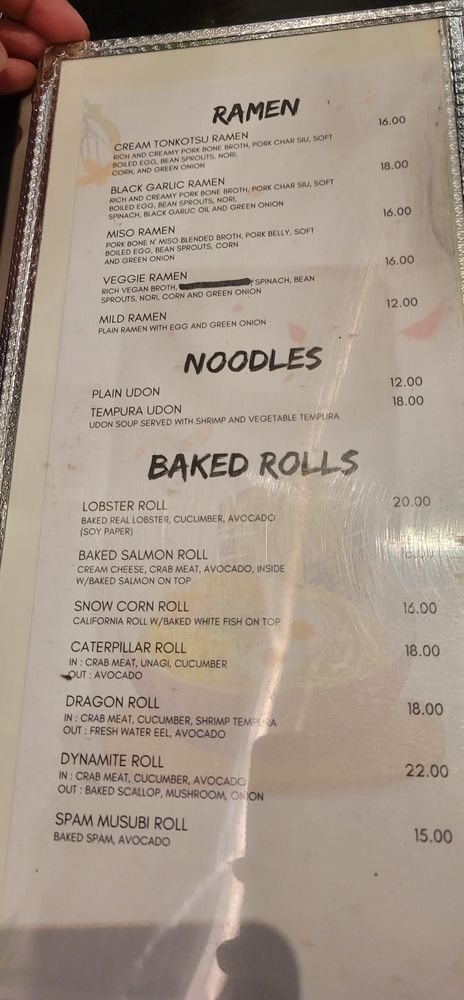 RAMEN
CREAM TONKOTSU RAMEN 16.00
RICH AND CREAMY PORK BONE BROTH, PORK CHAR SIU, SOFT
BOILED EGG, BEAN SPROUTS, NORI,
CORN, AND GREEN ONION
BLACK GARLIC RAMEN 18.00
RICH AND CREAMY PORK BONE BROTH, PORK CHAR SIU, SOFT
BOILED EGG, BEAN SPROUTS, NORI,
SPINACH, BLACK GARLIC OIL AND GREEN ONION
MISO RAMEN 16.00
PORK BONE N' MISO BLENDED BROTH, PORK BELLY, SOFT
BOILED EGG, BEAN SPROUTS, CORN
AND GREEN ONION
VEGGIE RAMEN 16.00
RICH VEGAN BROTH, SPINACH, BEAN
SPROUTS, NORI, CORN AND GREEN ONION
MILD RAMEN 12.00
PLAIN RAMEN WITH EGG AND GREEN ONION
NOODLES
PLAIN UDON 12.00
TEMPURA UDON 18.00
UDON SOUP SERVED WITH SHRIMP AND VEGETABLE TEMPURA
BAKED ROLLS
LOBSTER ROLL 20.00
BAKED REAL LOBSTER, CUCUMBER, AVOCADO
(SOY PAPER)
BAKED SALMON ROLL
CREAM CHEESE, CRAB MEAT, AVOCADO, INSIDE
W/BAKED SALMON ON TOP
SNOW CORN ROLL 16.00
CALIFORNIA ROLL W/BAKED WHITE FISH ON TOP
CATERPILLAR ROLL 18.00
IN : CRAB MEAT, UNAGI, CUCUMBER
OUT : AVOCADO
DRAGON ROLL 18.00
IN : CRAB MEAT, CUCUMBER, SHRIMP TEMPURA
OUT : FRESH WATER EEL, AVOCADO
DYNAMITE ROLL 22.00
IN : CRAB MEAT, CUCUMBER, AVOCADO
OUT : BAKED SCALLOP, MUSHROOM, ONION
SPAM MUSUBI ROLL 15.00
BAKED SPAM, AVOCADO